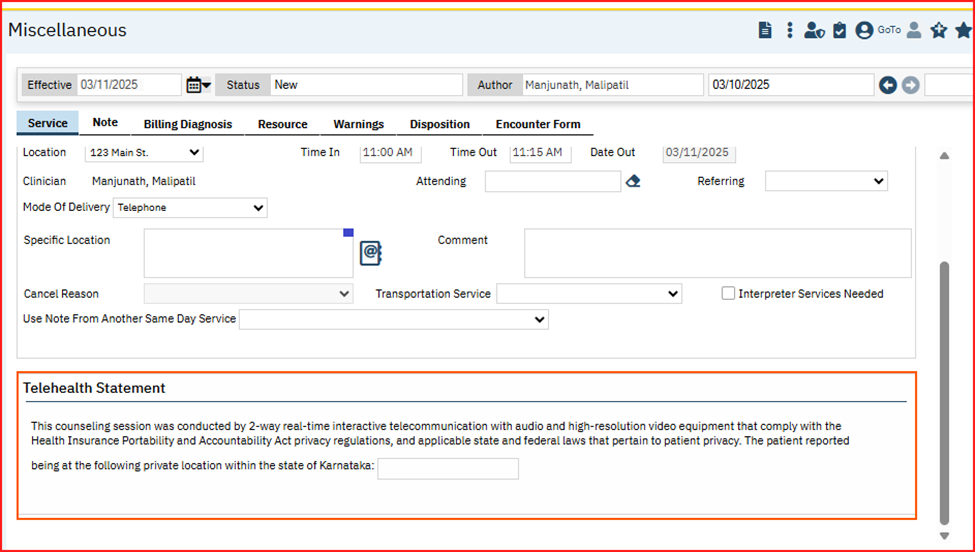 Miscellaneous
GoTo
Effective 03/11/2025 Status New Author Manjunath, Malipatil 03/10/2025
Service Note Billing Diagnosis Resource Warnings Disposition Encounter Form
Location 123 Main St. Time In 11:00 AM Time Out 11:15 AM Date Out 03/11/2025
Clinician Manjunath, Malipatil Attending Referring
Mode Of Delivery Telephone
Specific Location Comment
Cancel Reason Transportation Service Interpreter Services Needed
Use Note From Another Same Day Service
Telehealth Statement
This counseling session was conducted by 2-way real-time interactive telecommunication with audio and high-resolution video equipment that comply with the
Health Insurance Portability and Accountability Act privacy regulations, and applicable state and federal laws that pertain to patient privacy. The patient reported
being at the following private location within the state of Karnataka: